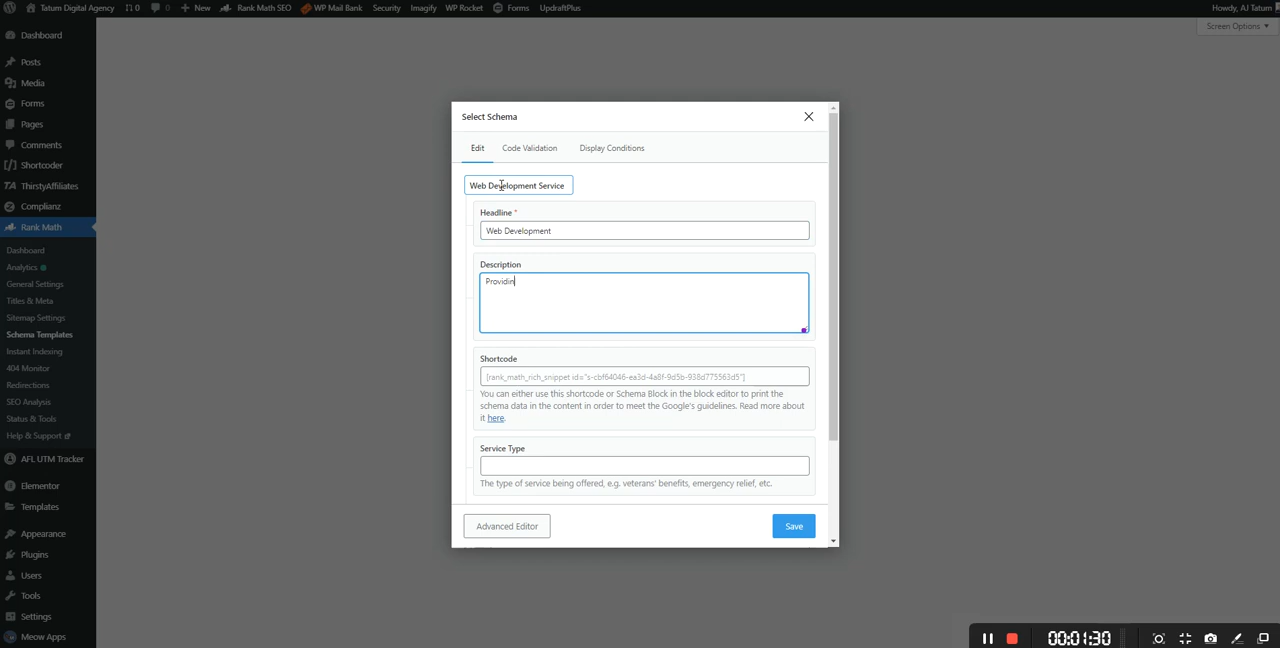 Tatum Digital Agency 0 0 New Rank Math SEO WP Mail Bank Security Imagify WP Rocket Forms UpdraftPlus Howdy, AJ Tatum
Screen Options
Dashboard
Posts
Media
Forms
Pages
Comments
Shortcoder
ThirstyAffiliates
Complianz
Rank Math
Dashboard
Analytics
General Settings
Titles & Meta
Sitemap Settings
Schema Templates
Instant Indexing
404 Monitor
Redirections
SEO Analysis
Status & Tools
Help & Support
AFL UTM Tracker
Elementor
Templates
Appearance
Plugins
Users
Tools
Settings
Meow Apps
Select Schema
Edit Code Validation Display Conditions
Web Development Service
Headline *
Web Development
Description
Providin
Shortcode
[rank_math_rich_snippet id="s-cbf64046-ea3d-4a8f-9d5b-938d775563d5"]
You can either use this shortcode or Schema Block in the block editor to print the
schema data in the content in order to meet the Google's guidelines. Read more about
it here.
Service Type
The type of service being offered, e.g. veterans' benefits, emergency relief, etc.
Advanced Editor Save
00:01:30